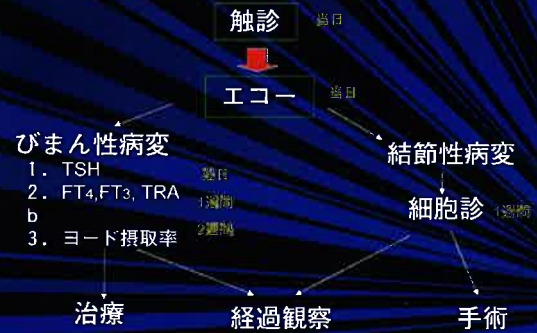 触診 当日
エコー 当日
びまん性病変
1. TSH 翌日
2. FT4,FT3, TRA 1週間
b
3. ヨード摂取率 2週間
結節性病変
細胞診 1週間
治療 経過観察 手術